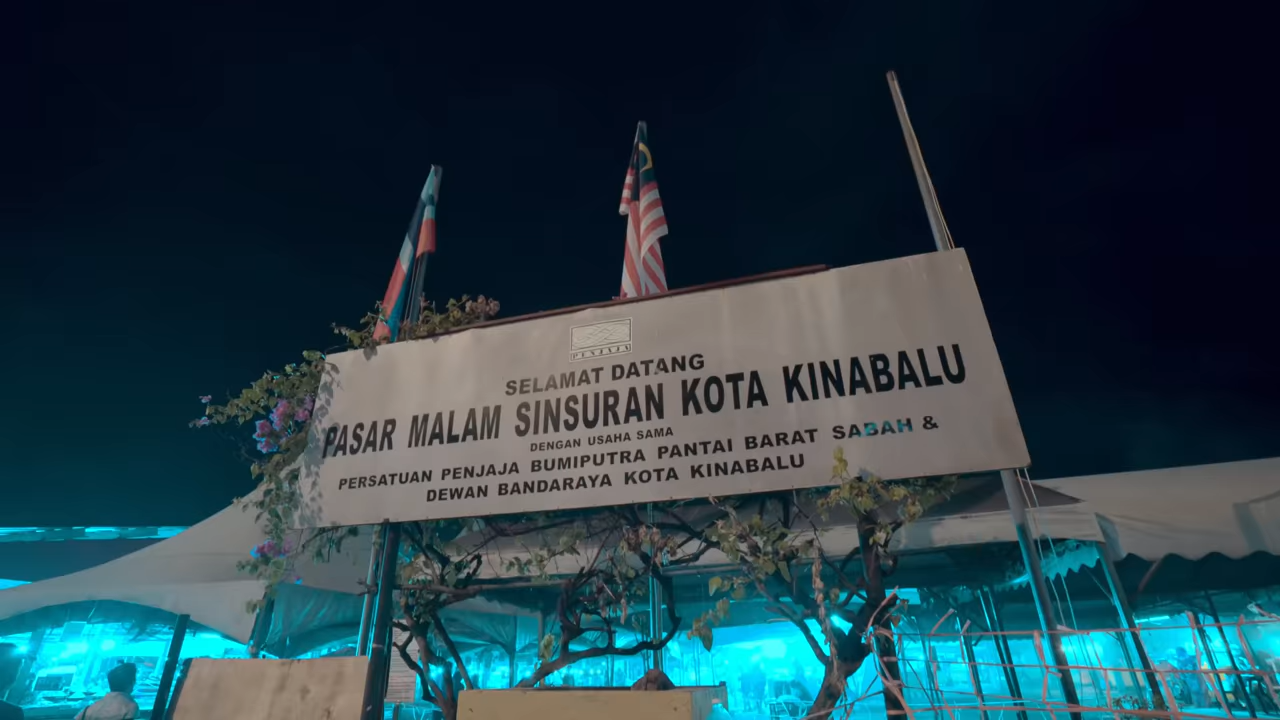 PENJAJA
SELAMAT DATANG
PASAR MALAM SINSURAN KOTA KINABALU
DENGAN USAHA SAMA
PERSATUAN PENJAJA BUMIPUTRA PANTAI BARAT SABAH &
DEWAN BANDARAYA KOTA KINABALU